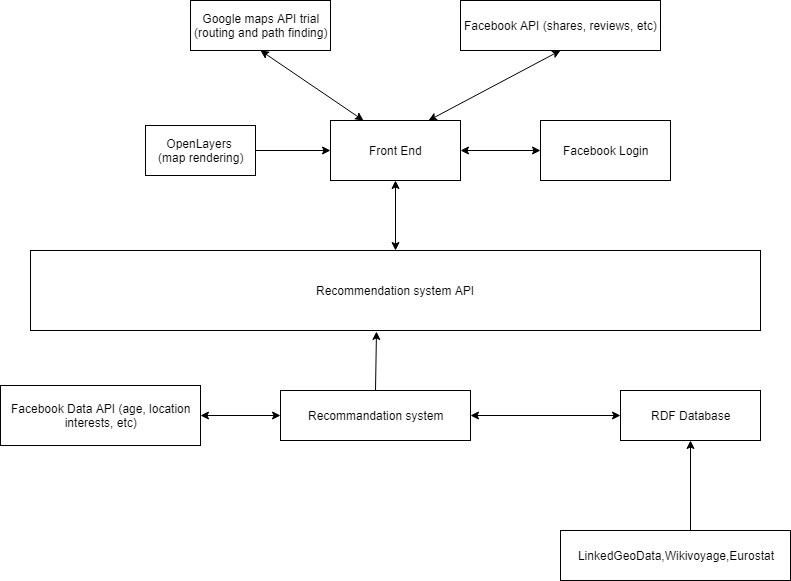 Google maps API trial
(routing and path finding)
Facebook API (shares, reviews, etc)
OpenLayers
(map rendering)
Front End
Facebook Login
Recommendation system API
Facebook Data API (age, location
interests, etc)
Recommandation system
RDF Database
LinkedGeoData,Wikivoyage,Eurostat